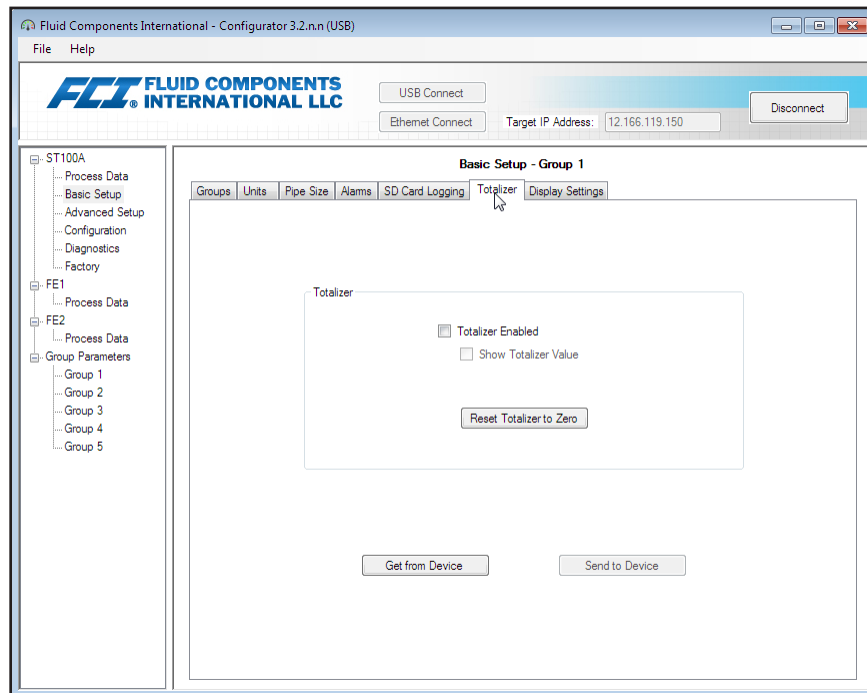 Fluid Components International - Configurator 3.2.n.n (USB)
File Help
FCI® FLUID COMPONENTS
INTERNATIONAL LLC
USB Connect
Ethernet Connect Target IP Address: 12.166.119.150
Disconnect
ST100A
Process Data
Basic Setup
Advanced Setup
Configuration
Diagnostics
Factory
FE1
Process Data
FE2
Process Data
Group Parameters
Group 1
Group 2
Group 3
Group 4
Group 5
Basic Setup - Group 1
Groups Units Pipe Size Alarms SD Card Logging Totalizer Display Settings
Totalizer
Totalizer Enabled
Show Totalizer Value
Reset Totalizer to Zero
Get from Device Send to Device